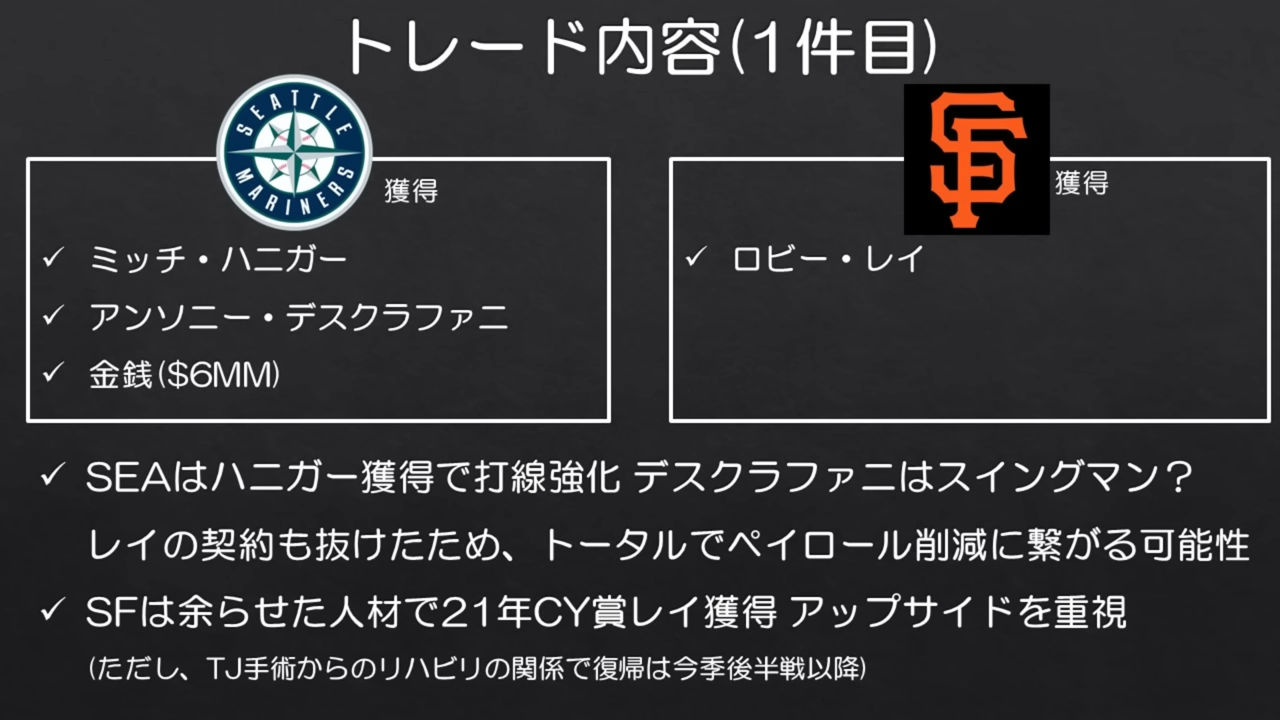 トレード内容(1件目)
SEATTLE
MARINERS
獲得
✓ ミッチ・ハニガー
✓ アンソニー・デスクラファニ
✓ 金銭($6MM)
SF
獲得
✓ ロビー・レイ
✓ SEAはハニガー獲得で打線強化 デスクラファニはスイングマン？
レイの契約も抜けたため、トータルでペイロール削減に繋がる可能性
✓ SFは余らせた人材で21年CY賞レイ獲得 アップサイドを重視
(ただし、TJ手術からのリハビリの関係で復帰は今季後半戦以降)